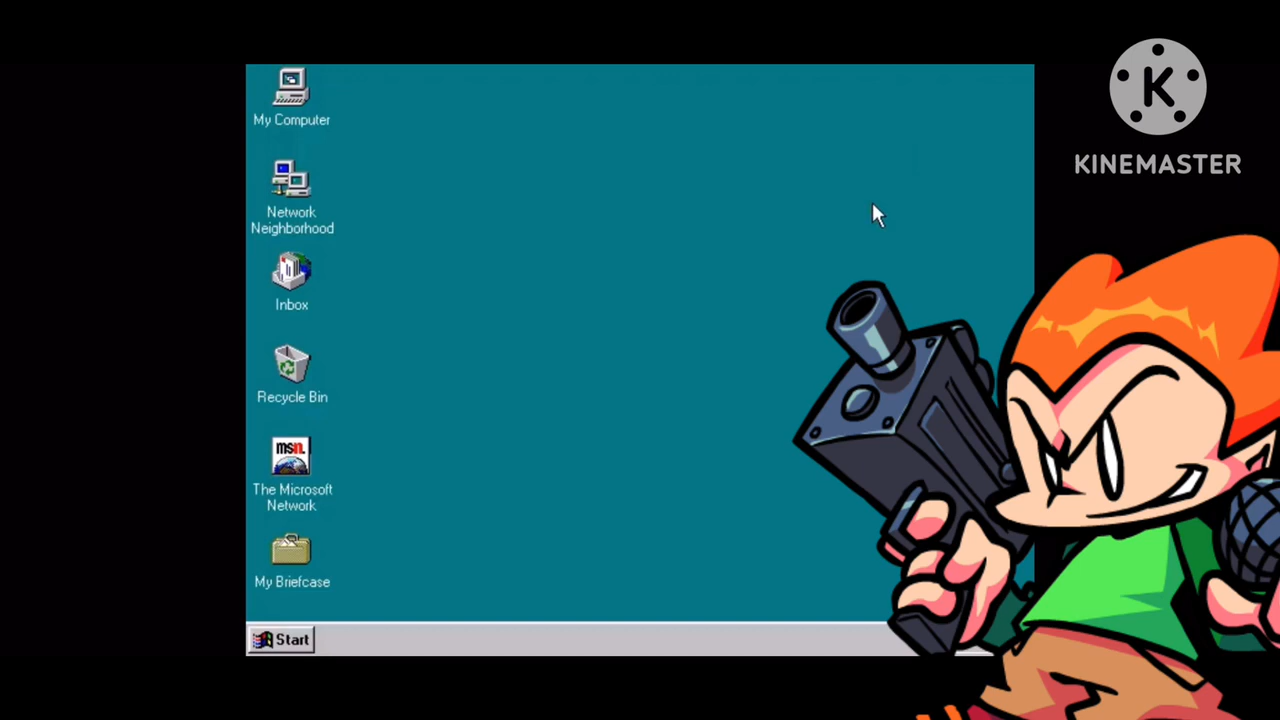 My Computer
Network
Neighborhood
Inbox
Recycle Bin
msn.
The Microsoft
Network
My Briefcase
Start
K
KINEMASTER